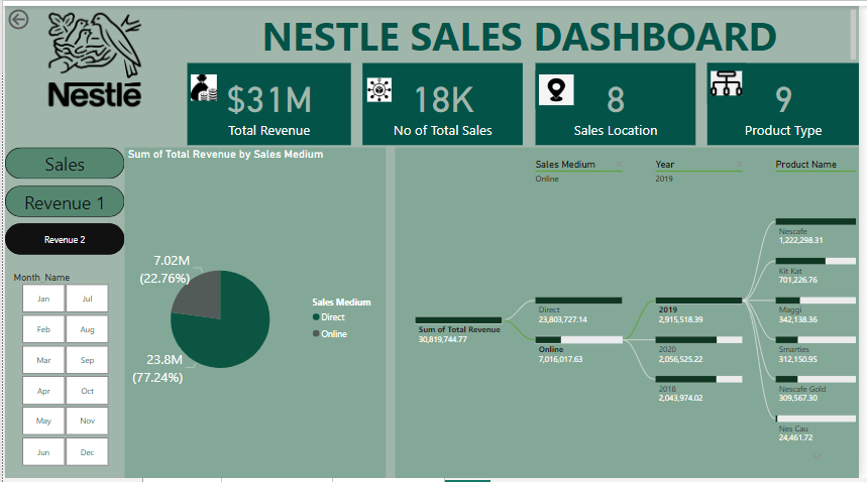 NESTLE SALES DASHBOARD
Nestlé
$31M
Total Revenue
18K
No of Total Sales
8
Sales Location
9
Product Type
Sales
Revenue 1
Revenue 2
Month_Name
Jan
Jul
Feb
Aug
Mar
Sep
Apr
Oct
May
Nov
Jun
Dec
Sum of Total Revenue by Sales Medium
7.02M
(22.76%)
23.8M
(77.24%)
Sales Medium
Direct
Online
Sales Medium
Online
Year
2019
Product Name
Sum of Total Revenue
30,819,744.77
Direct
23,803,727.14
Online
7,016,017.63
2019
2,915,518.39
2020
2,056,525.22
2018
2,043,974.02
Nescafe
1,222,298.31
Kit Kat
701,226.76
Maggi
342,138.36
Smarties
312,150.95
Nescafe Gold
309,567.30
Nes Cau
24,461.72